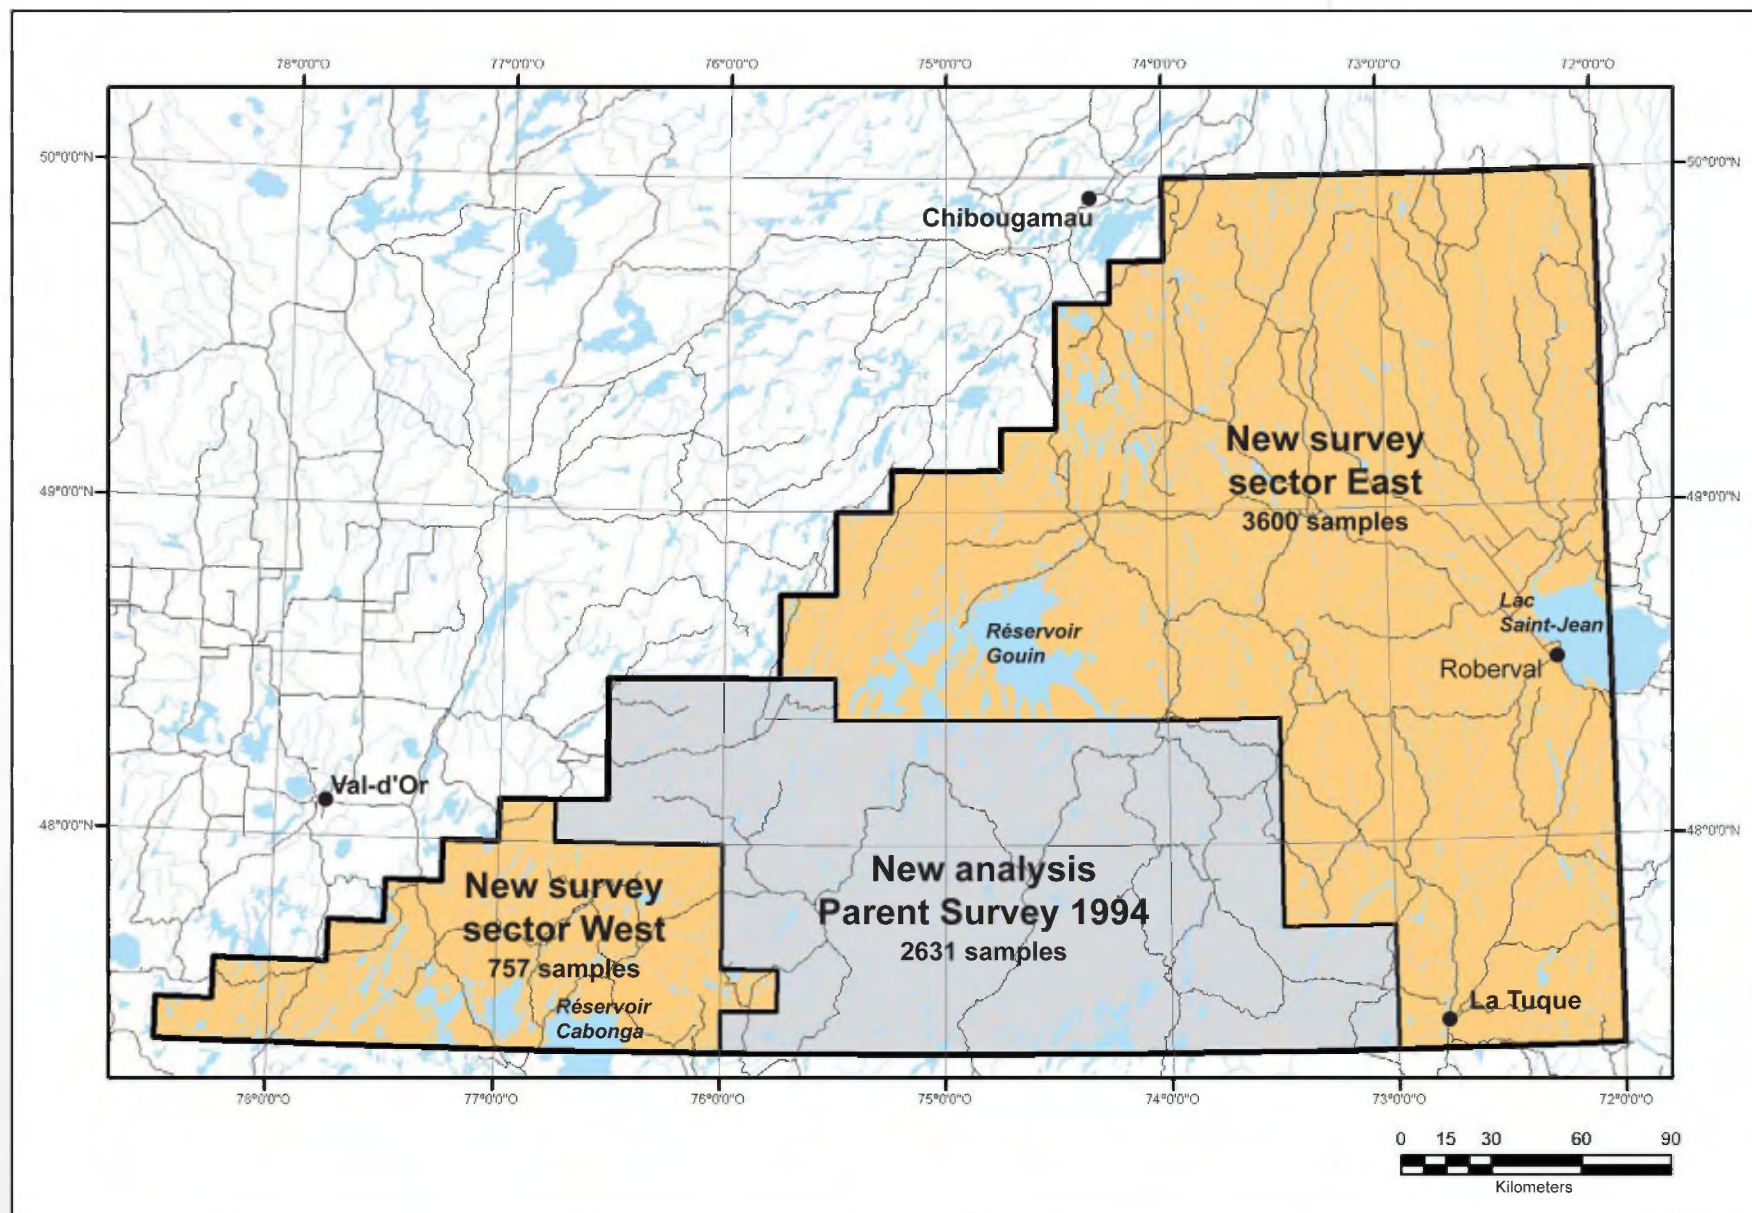 78°0'0"O
77°0'0"O
76°0'0"O
75°0'0"O
74°0'0"O
73°0'0"O
72°0'0"O
50°0'0"N
50°0'0"N
Chibougamau
New survey
sector East
3600 samples
49°0'0"N
49°0'0"N
Lac
Saint-Jean
Réservoir
Gouin
Roberval
Val-d'Or
48°0'0"N
48°0'0"N
New analysis
Parent Survey 1994
2631 samples
New survey
sector West
757 samples
Réservoir
Cabonga
La Tuque
78°0'0"O
77°0'0"O
76°0'0"O
75°0'0"O
74°0'0"O
73°0'0"O
72°0'0"O
0 15 30 60 90
Kilometers